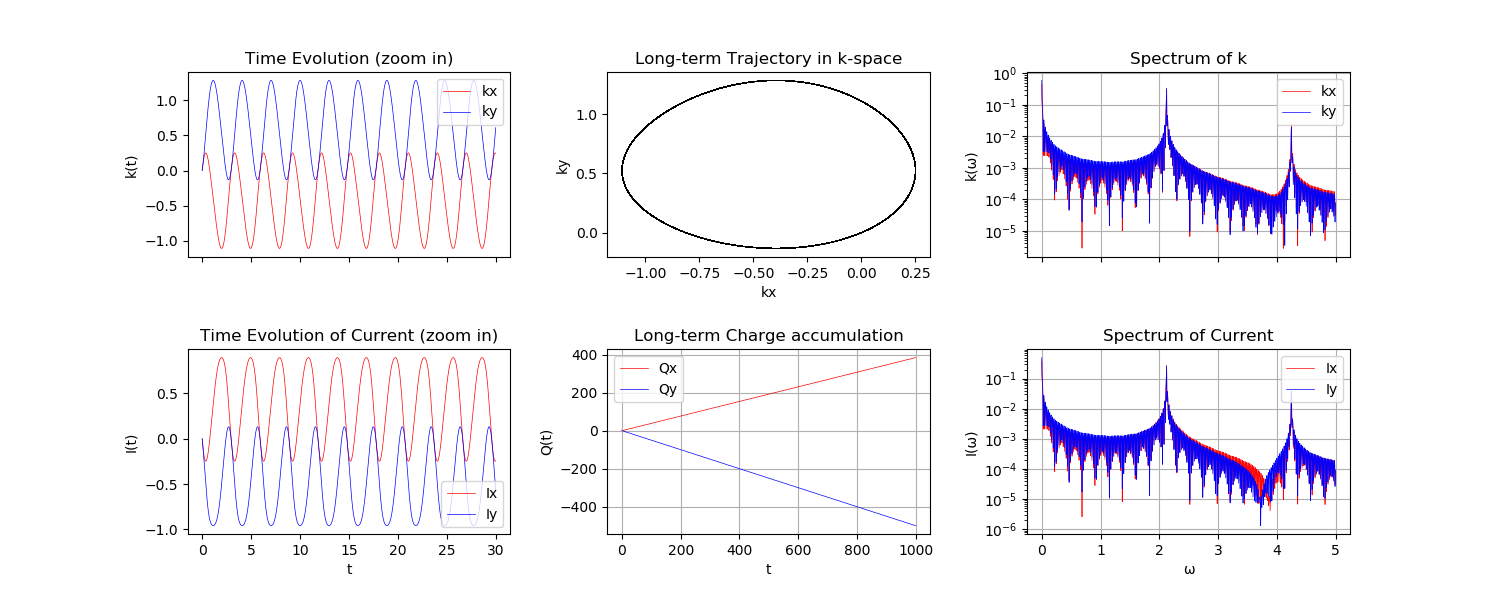 Time Evolution (zoom in)
k(t)
1.0
0.5
0.0
−0.5
−1.0
kx
ky
Long-term Trajectory in k-space
ky
1.0
0.5
0.0
−1.00 −0.75 −0.50 −0.25 0.00 0.25
kx
Spectrum of k
k(ω)
10⁰
10⁻¹
10⁻²
10⁻³
10⁻⁴
10⁻⁵
kx
ky
Time Evolution of Current (zoom in)
I(t)
0.5
0.0
−0.5
−1.0
Ix
Iy
0 5 10 15 20 25 30
t
Long-term Charge accumulation
Q(t)
400
200
0
−200
−400
Qx
Qy
0 200 400 600 800 1000
t
Spectrum of Current
I(ω)
10⁻¹
10⁻²
10⁻³
10⁻⁴
10⁻⁵
10⁻⁶
Ix
Iy
0 1 2 3 4 5
ω